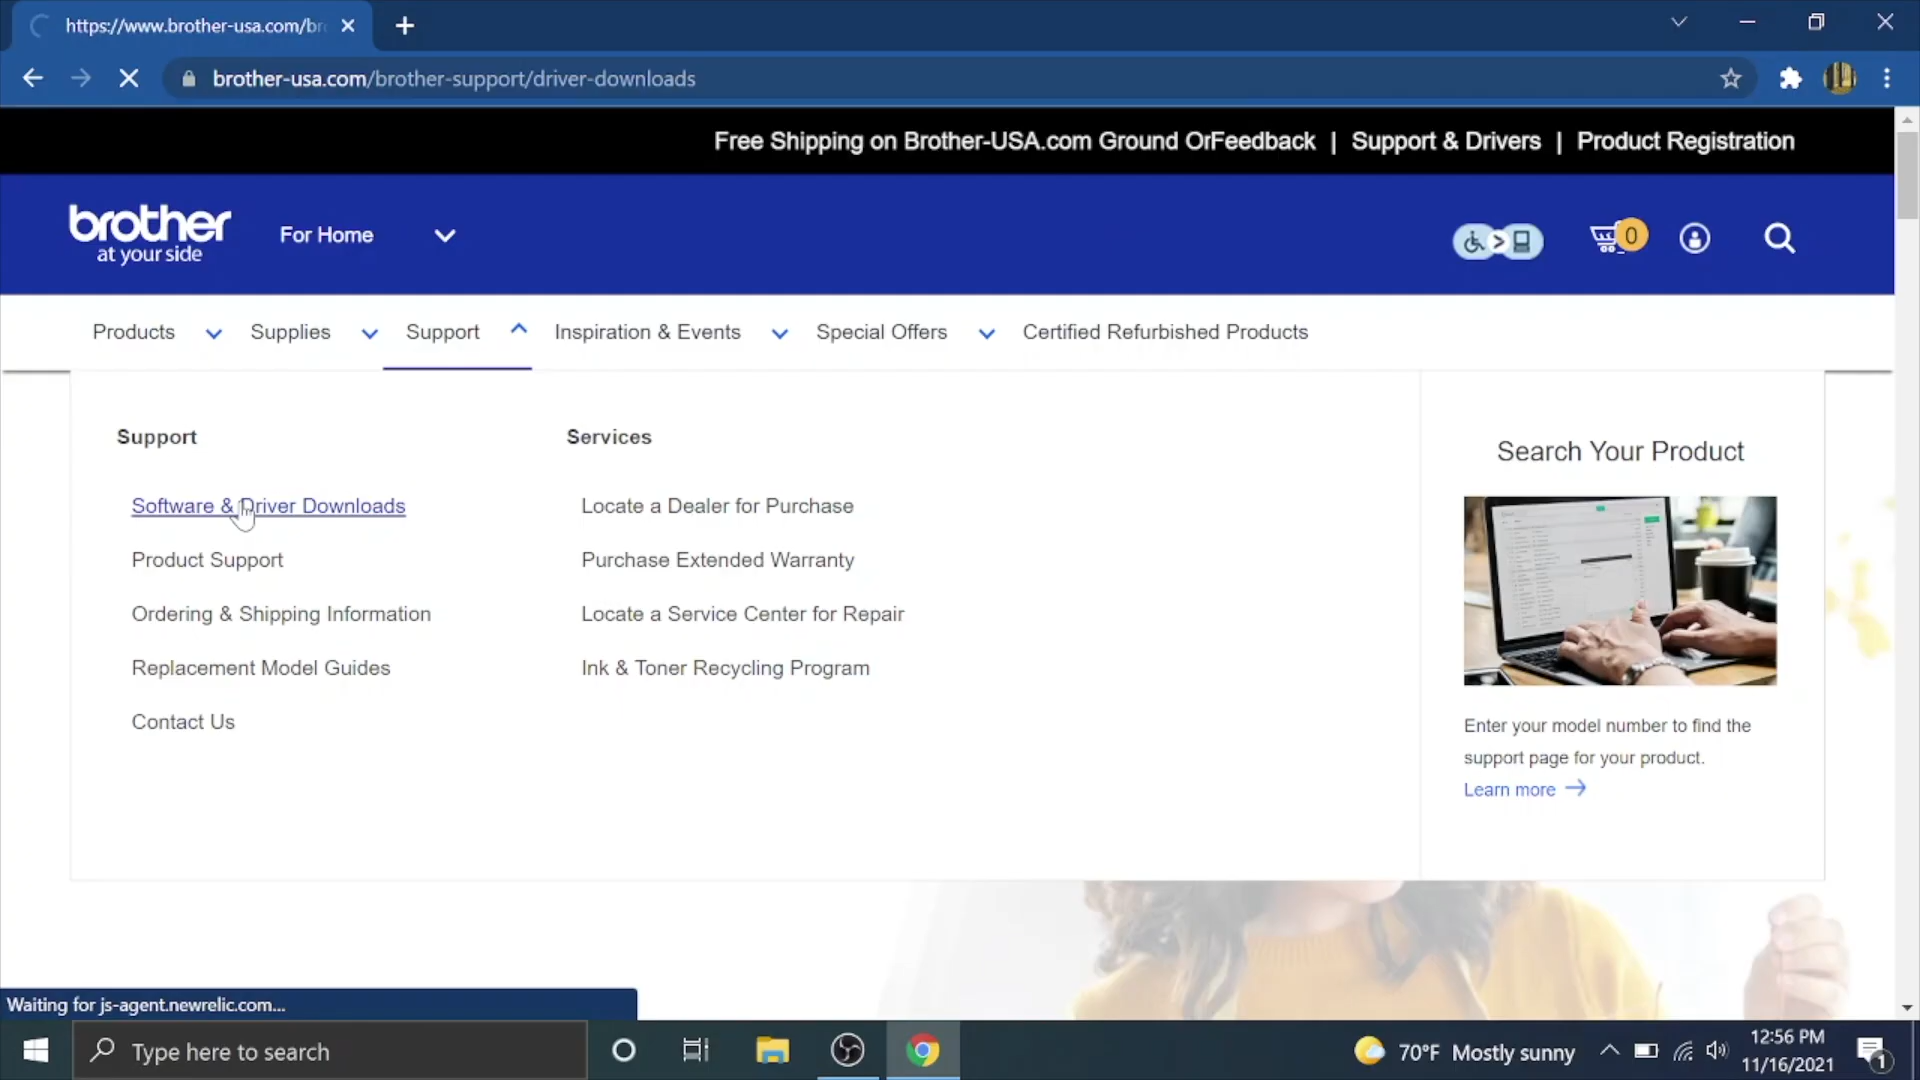 https://www.brother-usa.com/br
brother-usa.com/brother-support/driver-downloads
Free Shipping on Brother-USA.com Ground OrFeedback | Support & Drivers | Product Registration
brother
at your side
For Home
0
Products
Supplies
Support
Inspiration & Events
Special Offers
Certified Refurbished Products
Support
Software & Driver Downloads
Product Support
Ordering & Shipping Information
Replacement Model Guides
Contact Us
Services
Locate a Dealer for Purchase
Purchase Extended Warranty
Locate a Service Center for Repair
Ink & Toner Recycling Program
Search Your Product
Enter your model number to find the
support page for your product.
Learn more
Waiting for js-agent.newrelic.com...
Type here to search
70°F Mostly sunny
12:56 PM
11/16/2021
1